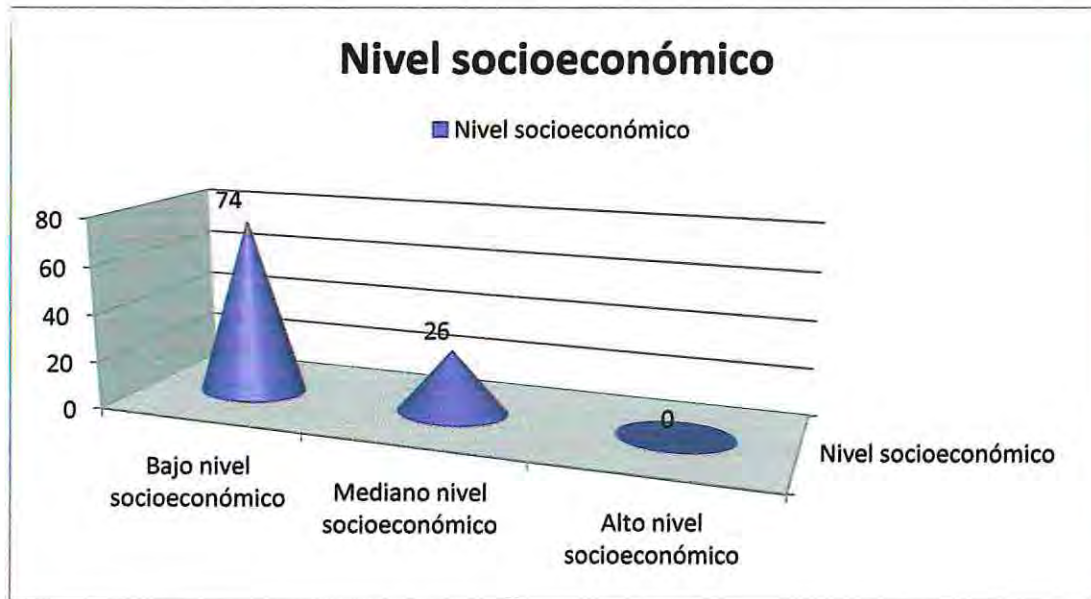 Nivel socioeconómico
Nivel socioeconómico
74
80
60
26
40
20
0
0
Nivel socioeconómico
Bajo nivel
socioeconómico
Mediano nivel
socioeconómico
Alto nivel
socioeconómico